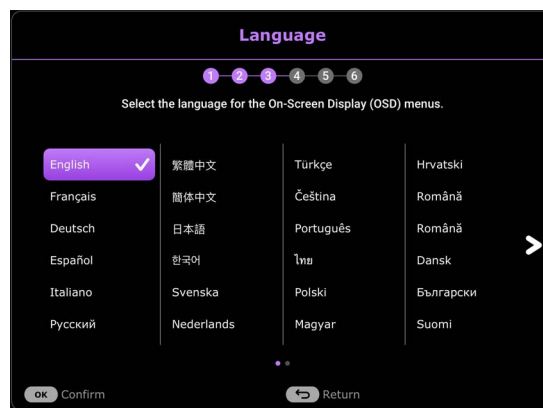 Language
1 2 3 4 5 6
Select the language for the On-Screen Display (OSD) menus.
English 繁體中文 Türkçe Hrvatski
Français 簡体中文 Čeština Română
Deutsch 日本語 Português Română
Español 한국어 ไทย Dansk
Italiano Svenska Polski Български
Русский Nederlands Magyar Suomi
OK Confirm Return